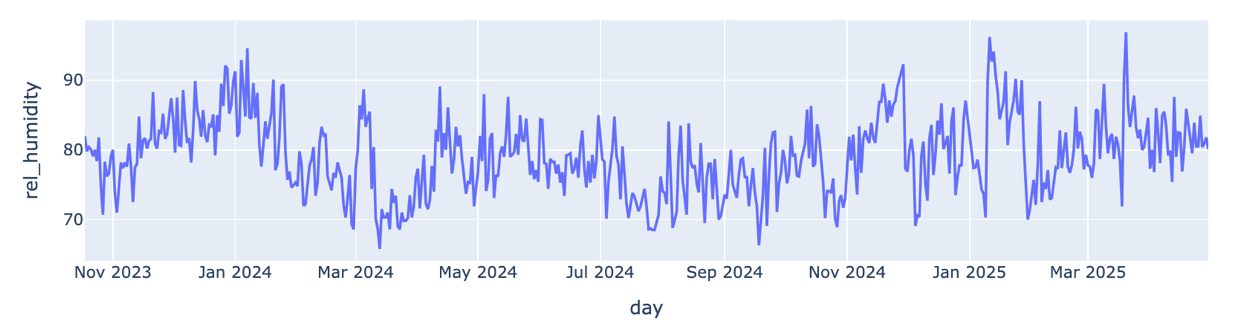 rel_humidity
90
80
70
Nov 2023
Jan 2024
Mar 2024
May 2024
Jul 2024
Sep 2024
Nov 2024
Jan 2025
Mar 2025
day